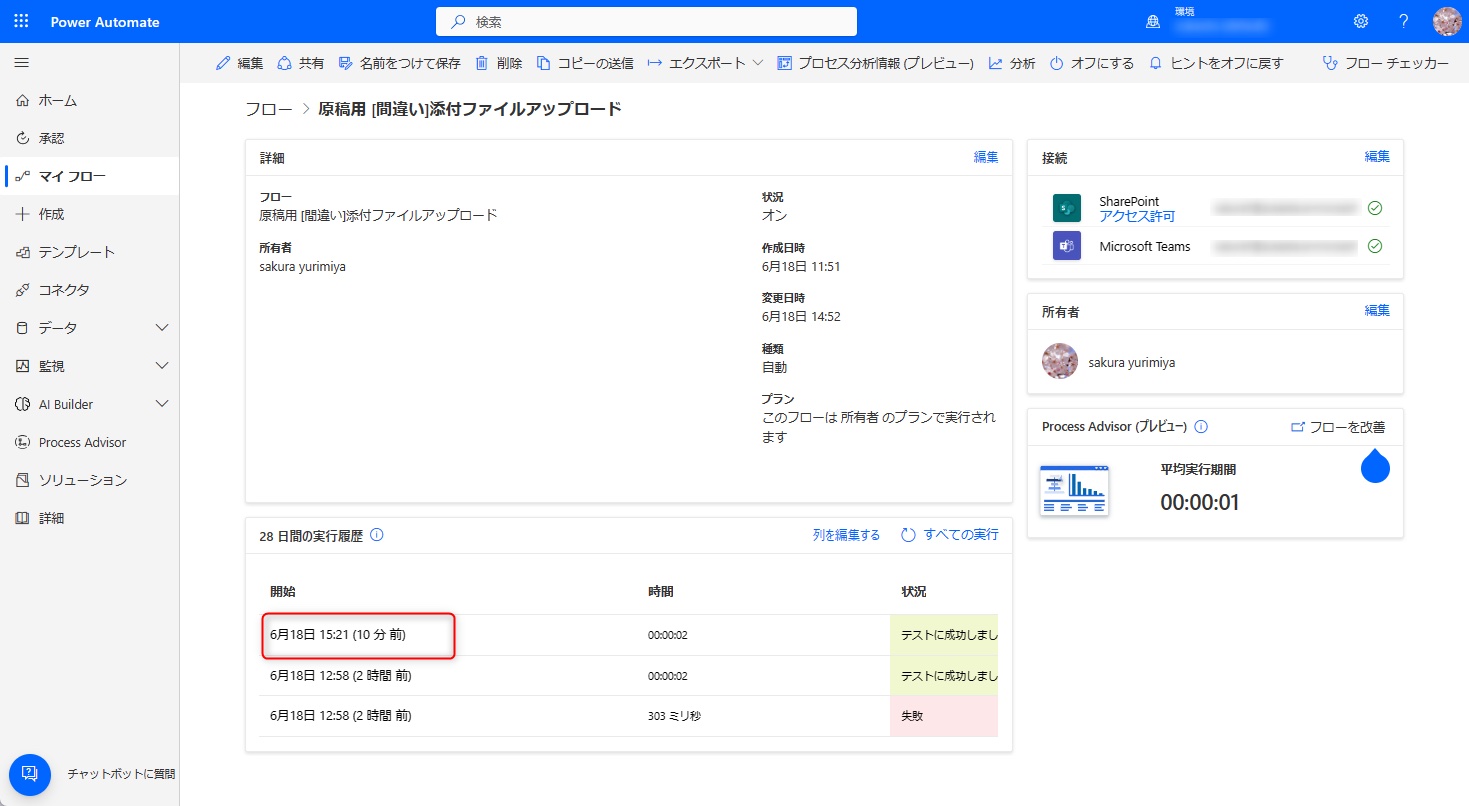 Power Automate
検索
環境
編集 共有 名前をつけて保存 削除 コピーの送信 エクスポート プロセス分析情報 (プレビュー) 分析 オフにする ヒントをオフに戻す フロー チェッカー
ホーム
承認
マイ フロー
作成
テンプレート
コネクタ
データ
監視
AI Builder
Process Advisor
ソリューション
詳細
チャットボットに質問
フロー > 原稿用 [間違い]添付ファイルアップロード
詳細 編集
フロー
原稿用 [間違い]添付ファイルアップロード
所有者
sakura yurimiya
状況
オン
作成日時
6月18日 11:51
変更日時
6月18日 14:52
種類
自動
プラン
このフローは 所有者 のプランで実行され
ます
28 日間の実行履歴 列を編集する すべての実行
開始 時間 状況
6月18日 15:21 (10 分 前) 00:00:02 テストに成功しまし
6月18日 12:58 (2 時間 前) 00:00:02 テストに成功しまし
6月18日 12:58 (2 時間 前) 303 ミリ秒 失敗
接続 編集
SharePoint
アクセス許可
Microsoft Teams
所有者 編集
sakura yurimiya
Process Advisor (プレビュー) フローを改善
平均実行期間
00:00:01